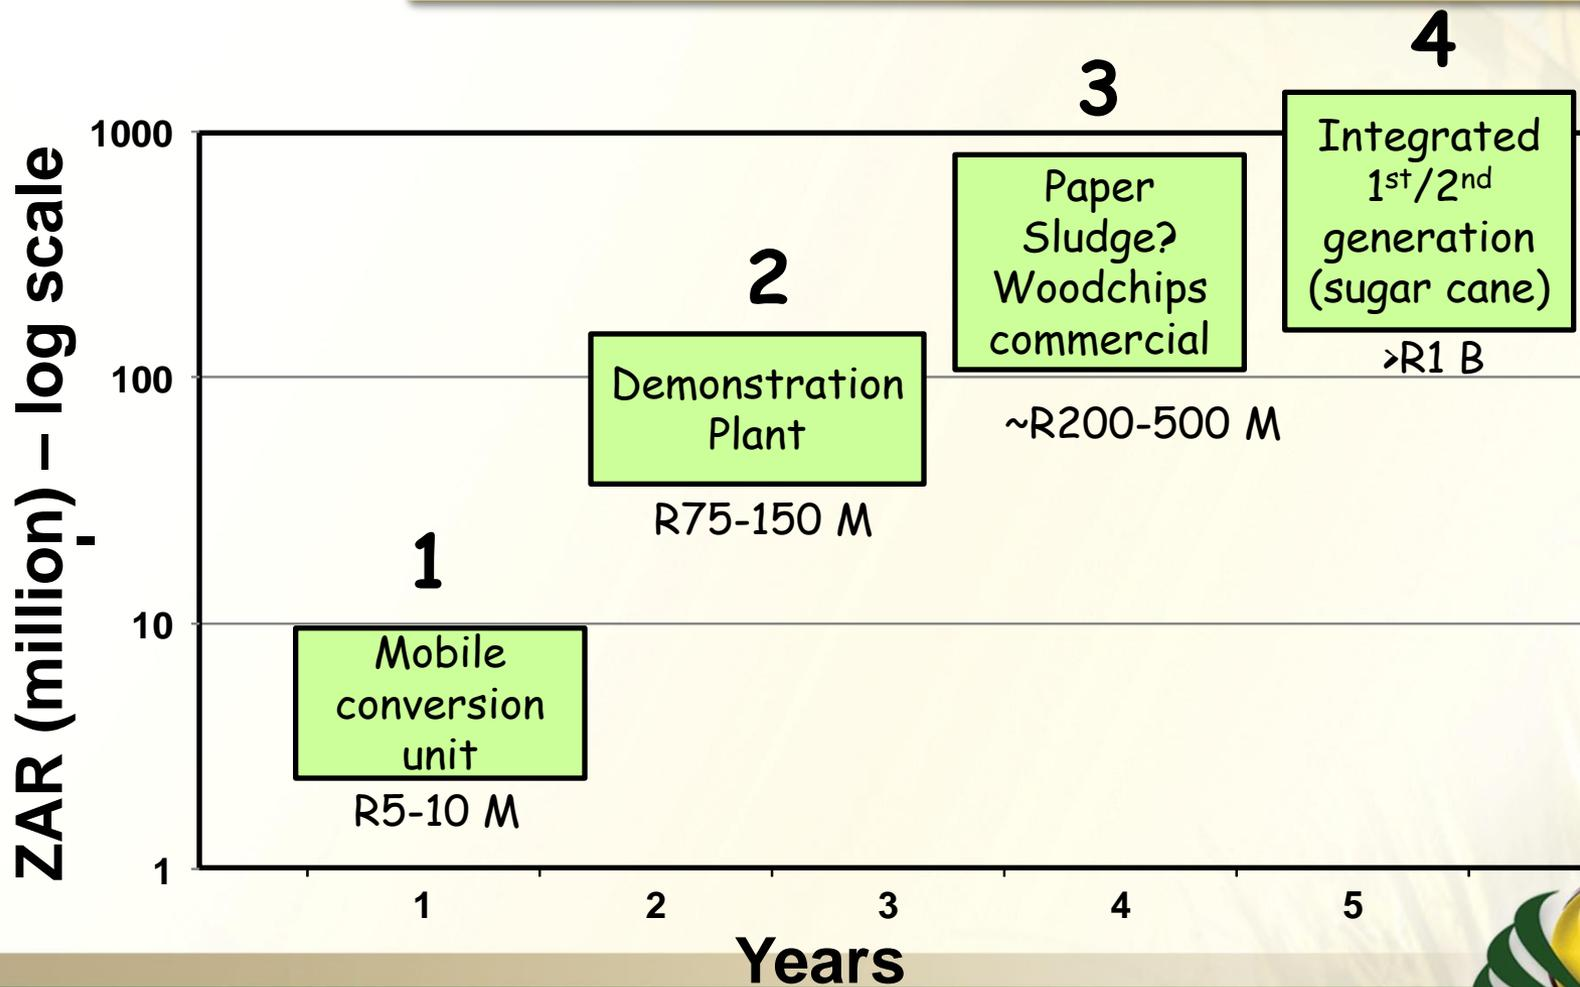 4
3
1000
Integrated
1st/2nd
generation
(sugar cane)
>R1 B
Paper
Sludge?
Woodchips
commercial
~R200-500 M
2
100
Demonstration
Plant
R75-150 M
1
10
Mobile
conversion
unit
R5-10 M
1
ZAR (million) – log scale
1 2 3 4 5
Years